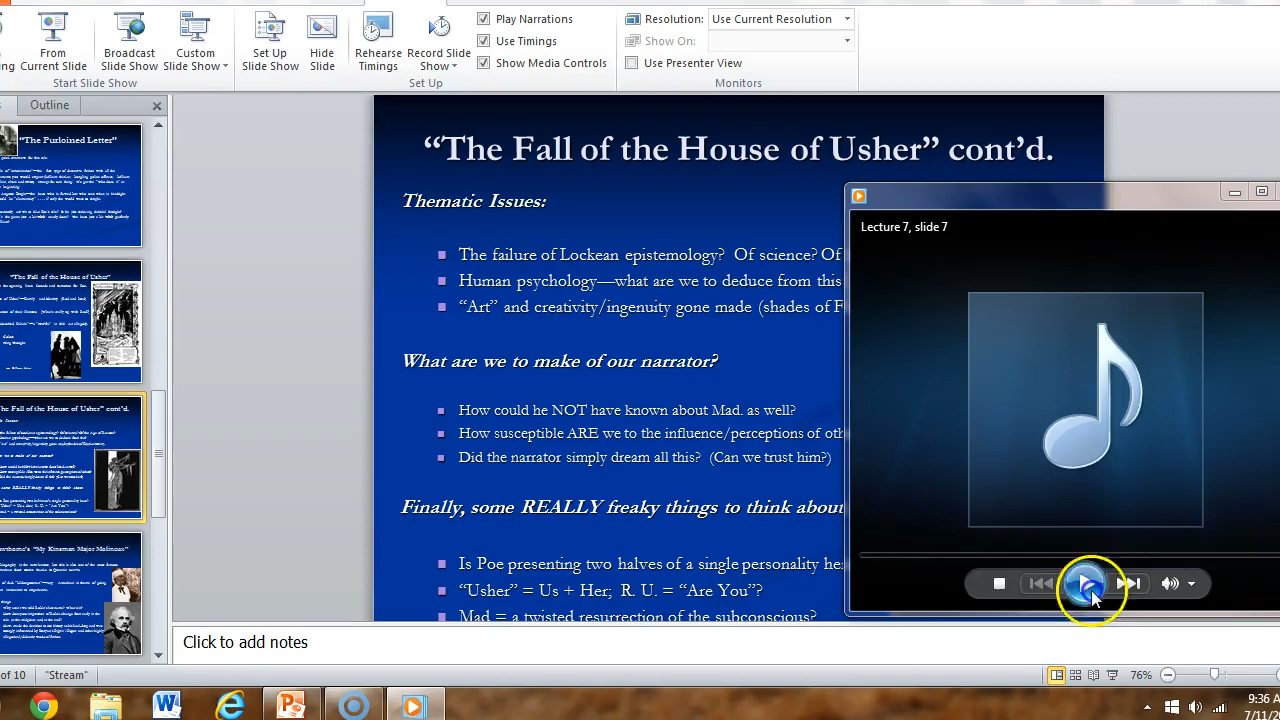 From
Current Slide
Broadcast
Slide Show
Custom
Slide Show
Start Slide Show
Set Up
Slide Show
Hide
Slide
Rehearse
Timings
Record Slide
Show
Play Narrations
Use Timings
Show Media Controls
Set Up
Resolution:
Use Current Resolution
Show On:
Use Presenter View
Monitors
Outline
"The Purloined Letter"
"The Fall of the House of Usher"
he Fall of the House of Usher" cont'd.
awthorne's "My Kinsman Major Molineux"
“The Fall of the House of Usher” cont’d.
Thematic Issues:
The failure of Lockean epistemology? Of science? Of
Human psychology—what are we to deduce from this
“Art” and creativity/ingenuity gone made (shades of F
What are we to make of our narrator?
How could he NOT have known about Mad. as well?
How susceptible ARE we to the influence/perceptions of oth
Did the narrator simply dream all this? (Can we trust him?)
Finally, some REALLY freaky things to think about
Is Poe presenting two halves of a single personality he
“Usher” = Us + Her; R. U. = “Are You”?
Mad = a twisted resurrection of the subconscious?
Lecture 7, slide 7
Click to add notes
of 10
"Stream"
76%
9:36 A
7/11/2